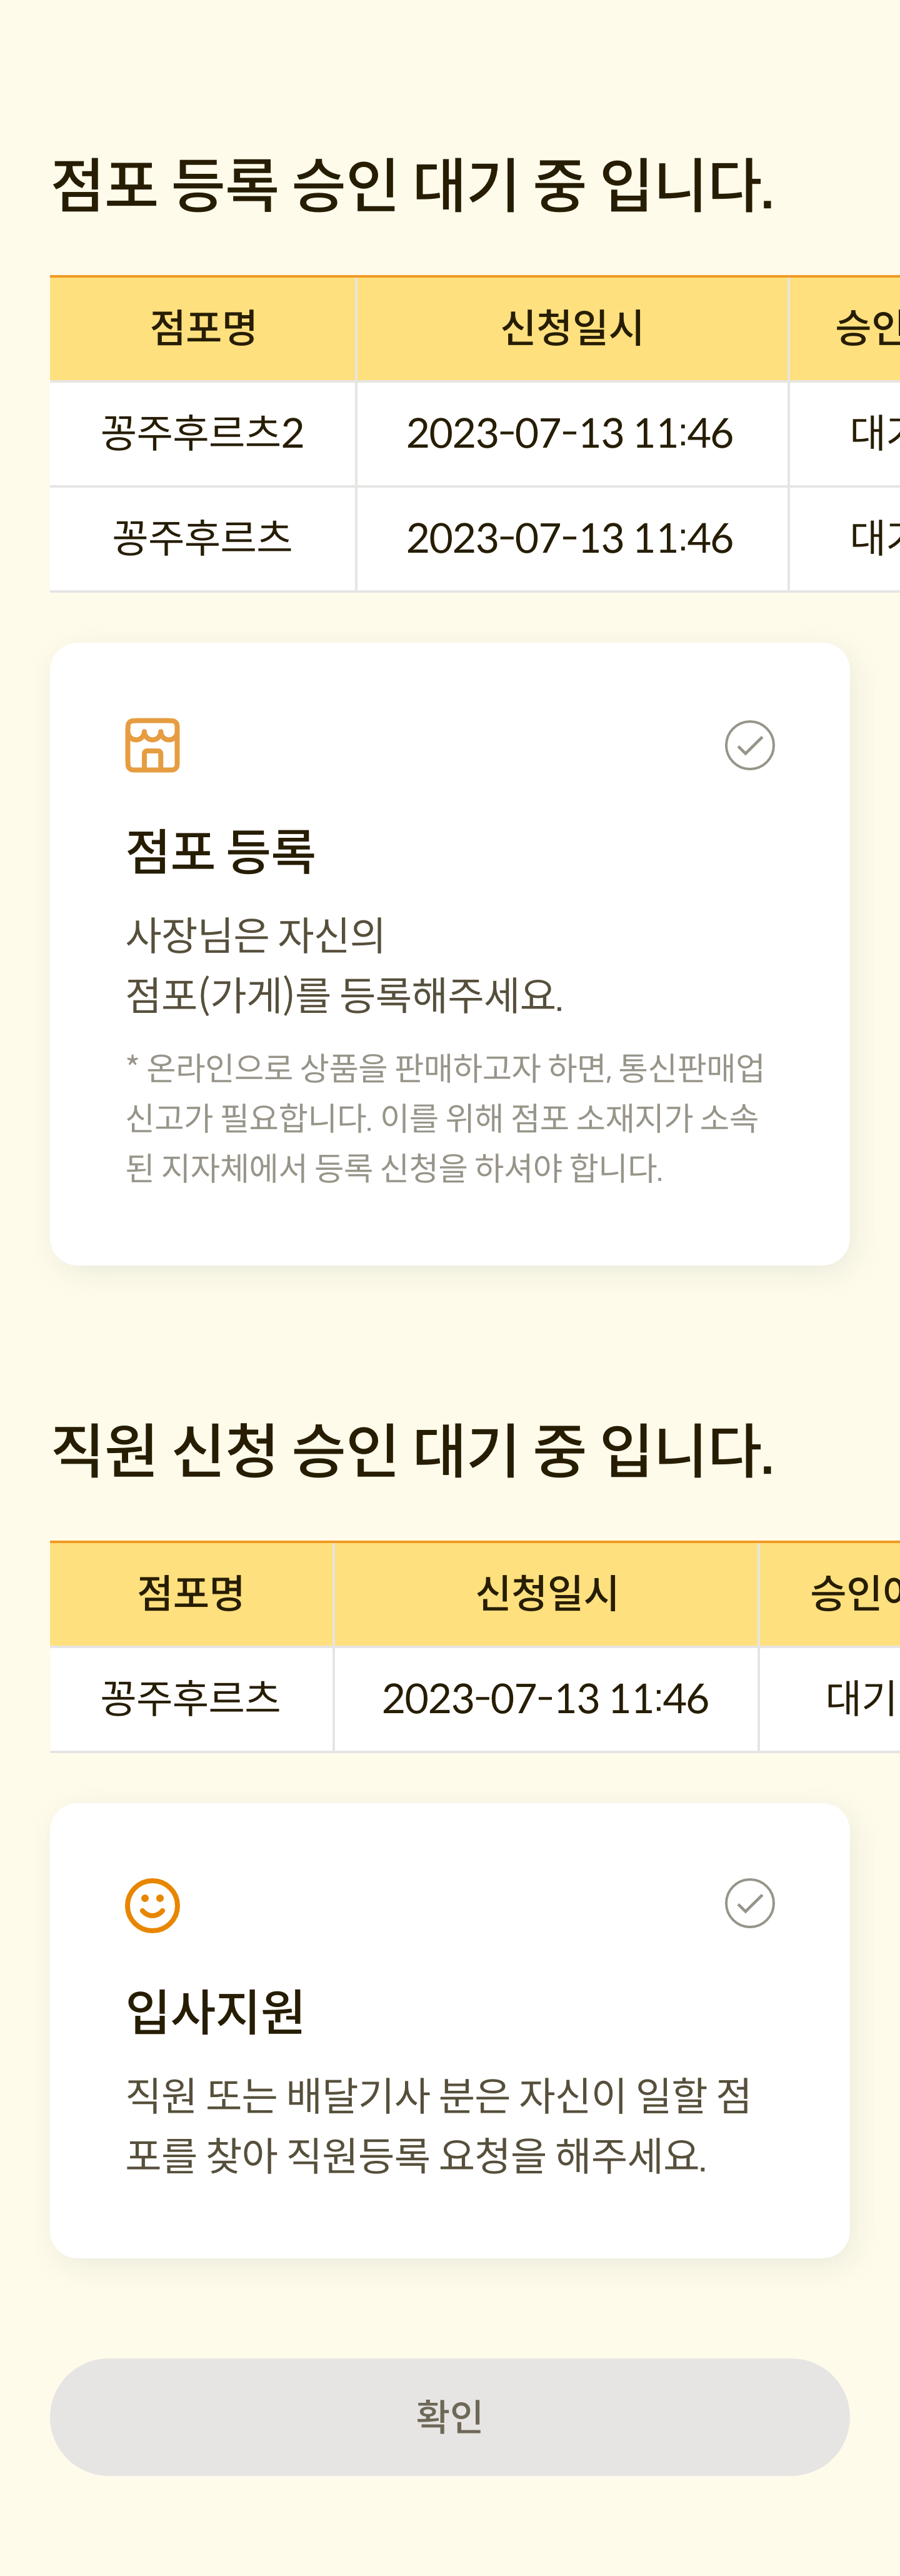 점포 등록 승인 대기 중 입니다.
점포명 신청일시 승인
꽁주후르츠2 2023-07-13 11:46 대기
꽁주후르츠 2023-07-13 11:46 대기
점포 등록
사장님은 자신의
점포(가게)를 등록해주세요.
* 온라인으로 상품을 판매하고자 하면, 통신판매업
신고가 필요합니다. 이를 위해 점포 소재지가 소속
된 지자체에서 등록 신청을 하셔야 합니다.
직원 신청 승인 대기 중 입니다.
점포명 신청일시 승인여
꽁주후르츠 2023-07-13 11:46 대기
입사지원
직원 또는 배달기사 분은 자신이 일할 점
포를 찾아 직원등록 요청을 해주세요.
확인